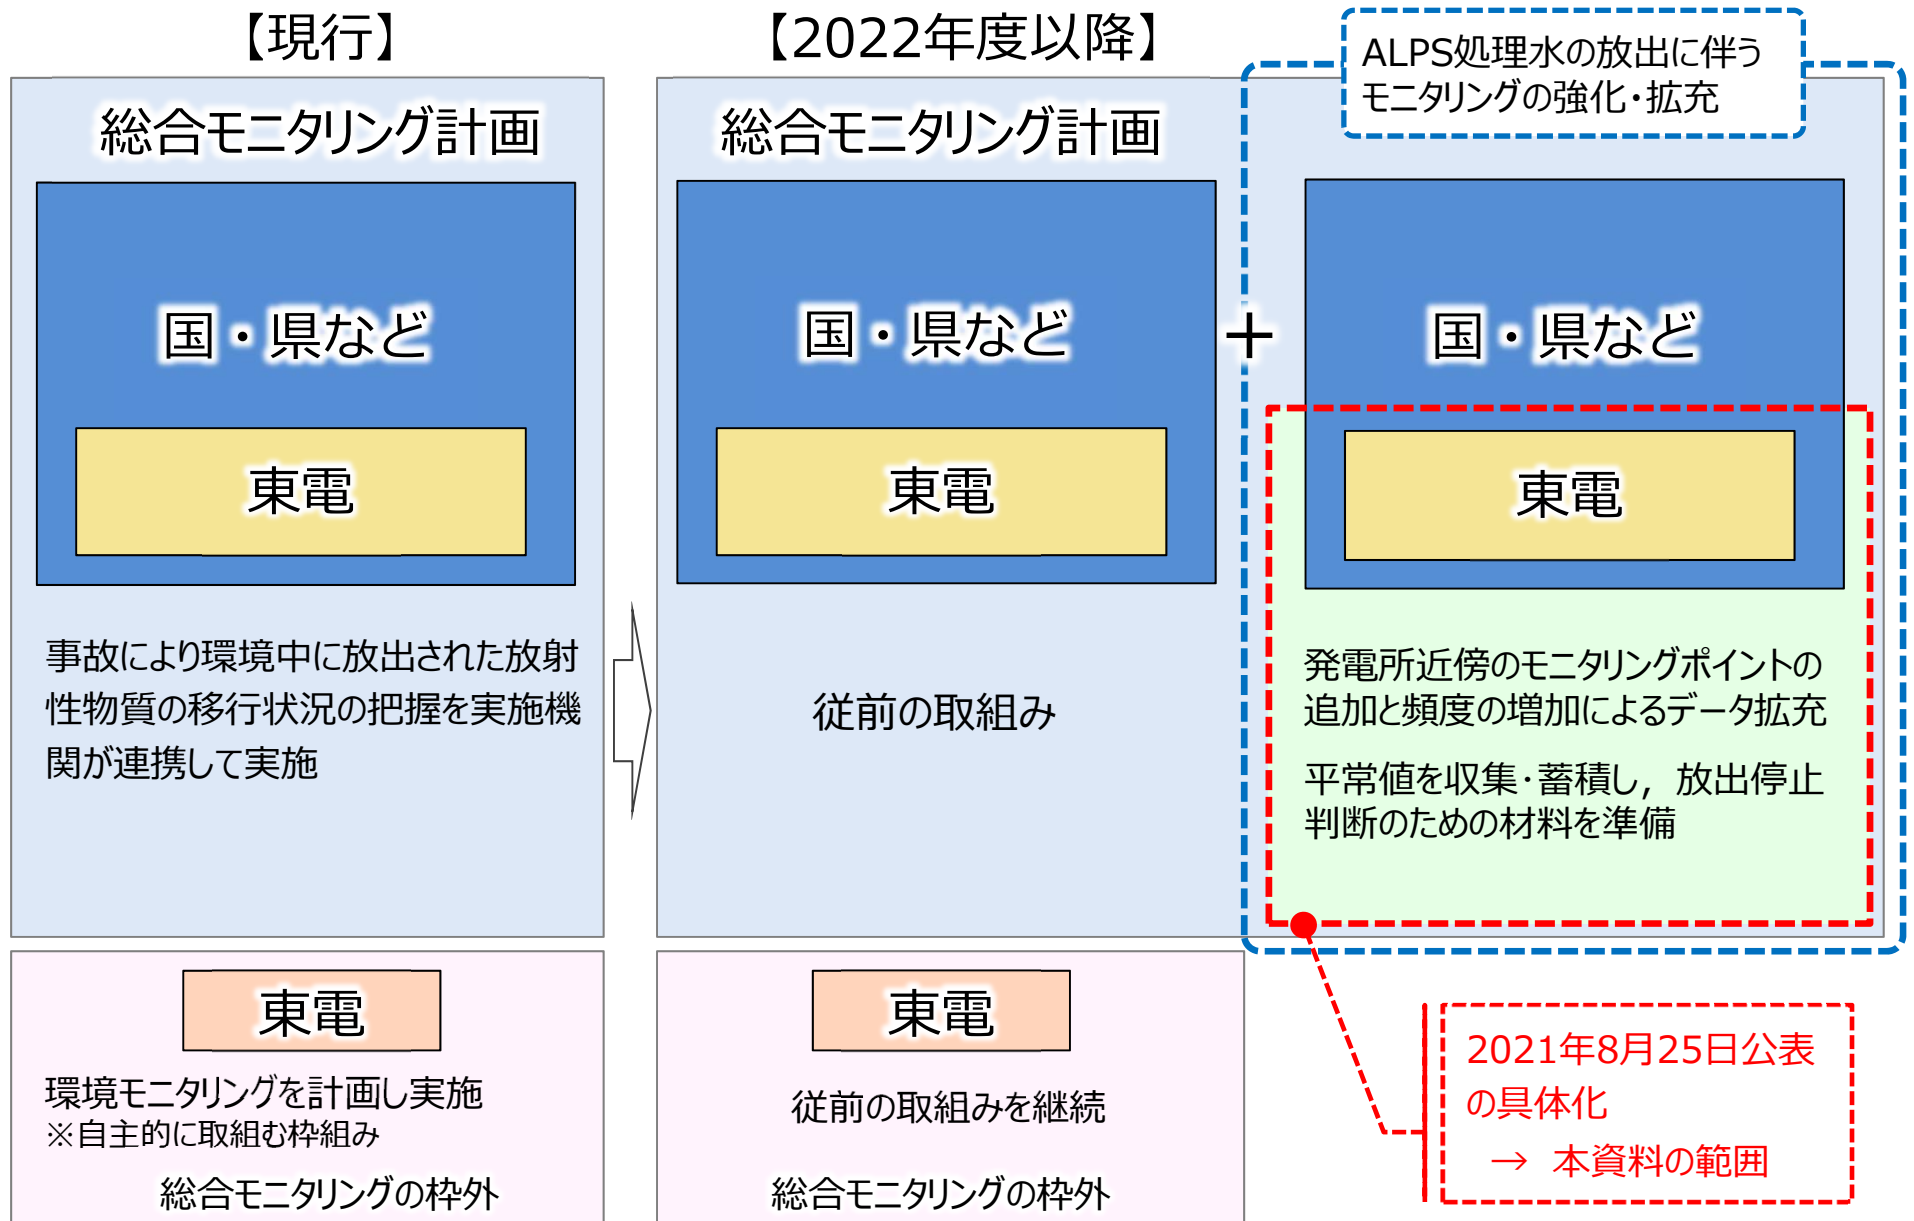 【現行】
総合モニタリング計画
国・県など
東電
事故により環境中に放出された放射
性物質の移行状況の把握を実施機
関が連携して実施
東電
環境モニタリングを計画し実施
※自主的に取組む枠組み
総合モニタリングの枠外
【2022年度以降】
総合モニタリング計画
国・県など
東電
従前の取組み
東電
従前の取組みを継続
総合モニタリングの枠外
＋
ALPS処理水の放出に伴う
モニタリングの強化・拡充
国・県など
東電
発電所近傍のモニタリングポイントの
追加と頻度の増加によるデータ拡充
平常値を収集・蓄積し，放出停止
判断のための材料を準備
2021年8月25日公表
の具体化
→ 本資料の範囲